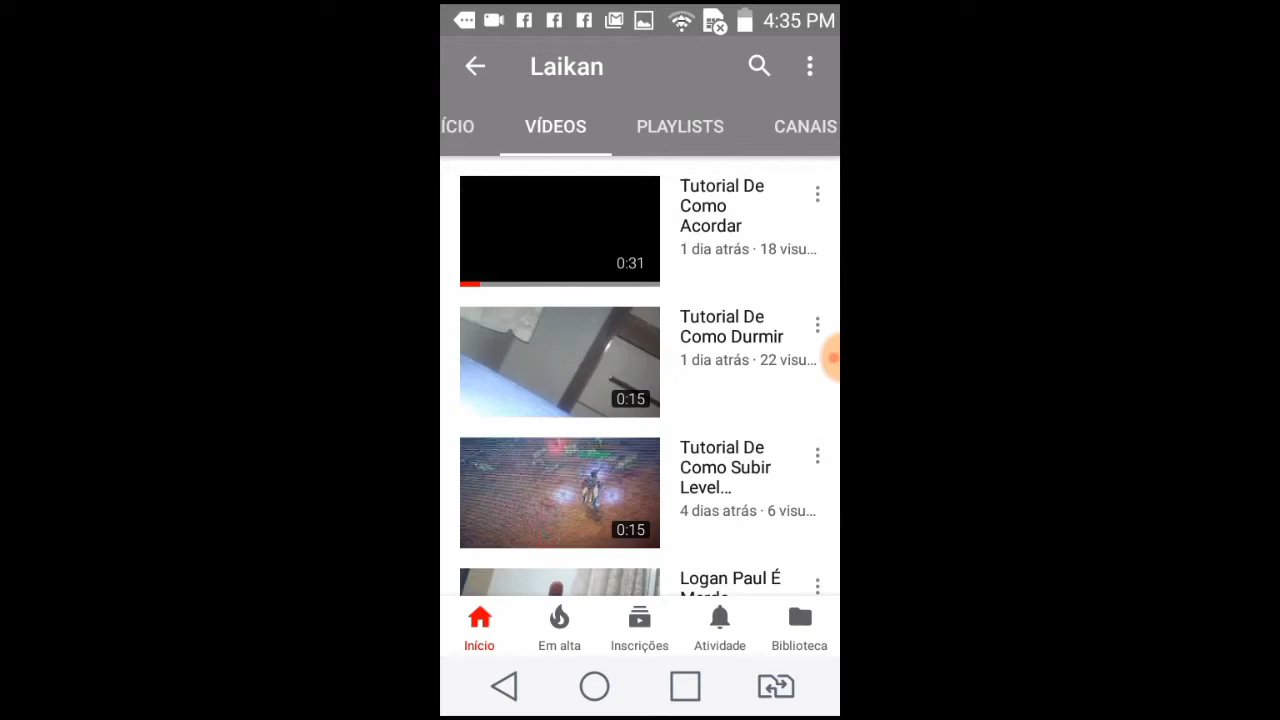 4:35 PM
Laikan
ÍCIO
VÍDEOS
PLAYLISTS
CANAIS
Tutorial De
Como
Acordar
1 dia atrás · 18 visu...
0:31
Tutorial De
Como Durmir
1 dia atrás · 22 visu...
0:15
Tutorial De
Como Subir
Level...
4 dias atrás · 6 visu...
0:15
Logan Paul É
Início
Em alta
Inscrições
Atividade
Biblioteca